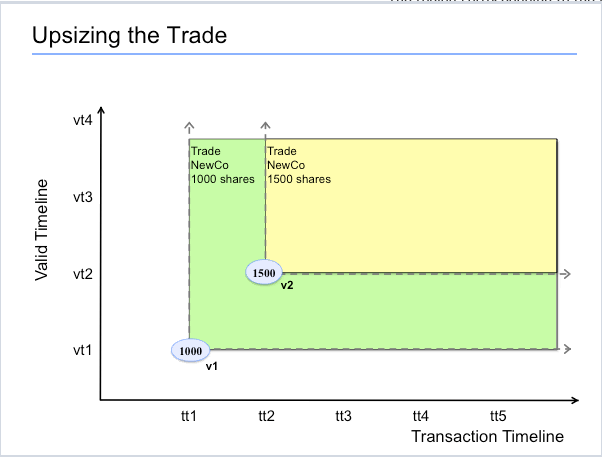 Upsizing the Trade
vt4
Trade
NewCo
1000 shares
Trade
NewCo
1500 shares
vt3
Valid Timeline
vt2
1500
v2
vt1
1000
v1
tt1
tt2
tt3
tt4
tt5
Transaction Timeline